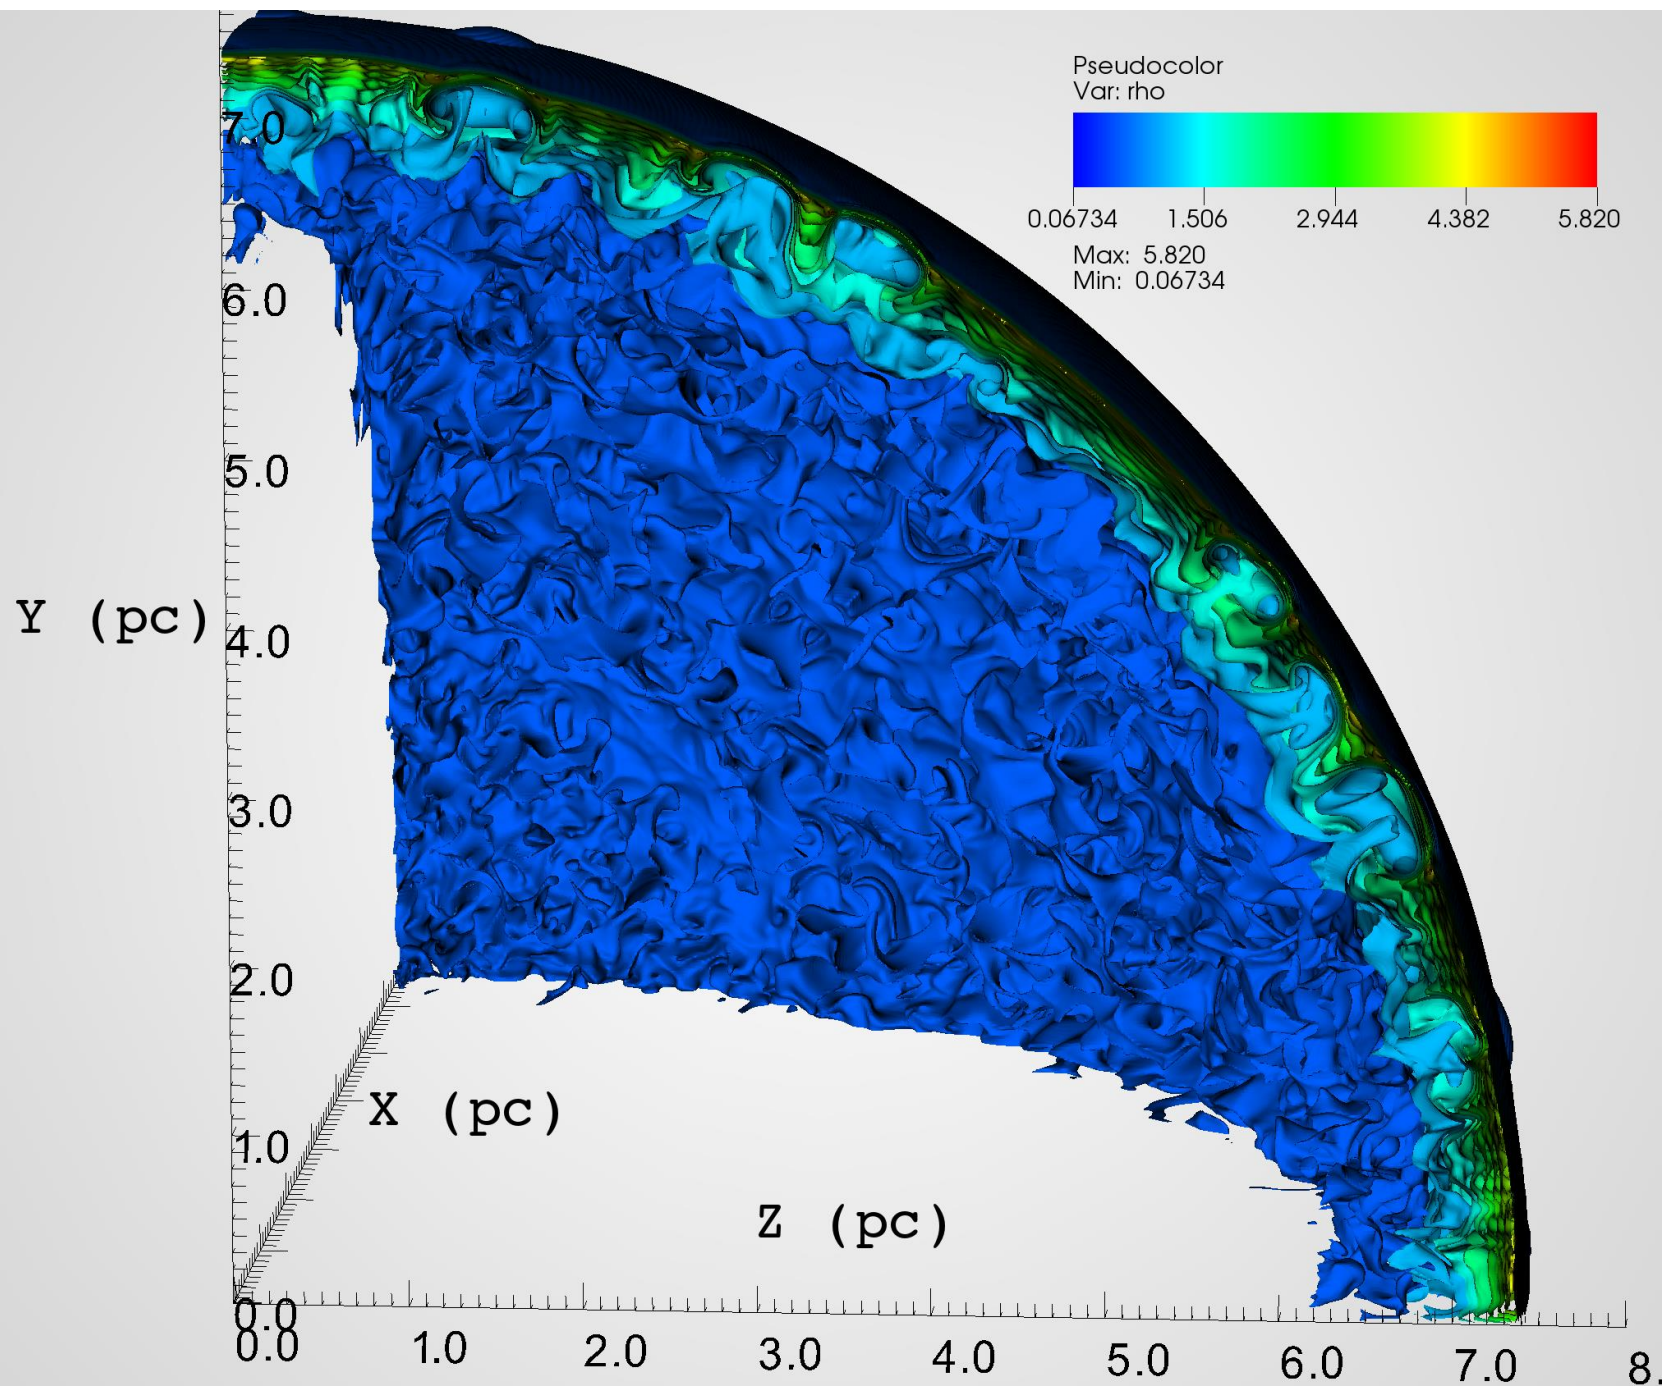 Pseudocolor
Var: rho
0.06734 1.506 2.944 4.382 5.820
Max: 5.820
Min: 0.06734
7.0
6.0
5.0
Y (pc)
4.0
3.0
2.0
X (pc)
1.0
Z (pc)
0.0
0.0 1.0 2.0 3.0 4.0 5.0 6.0 7.0 8.